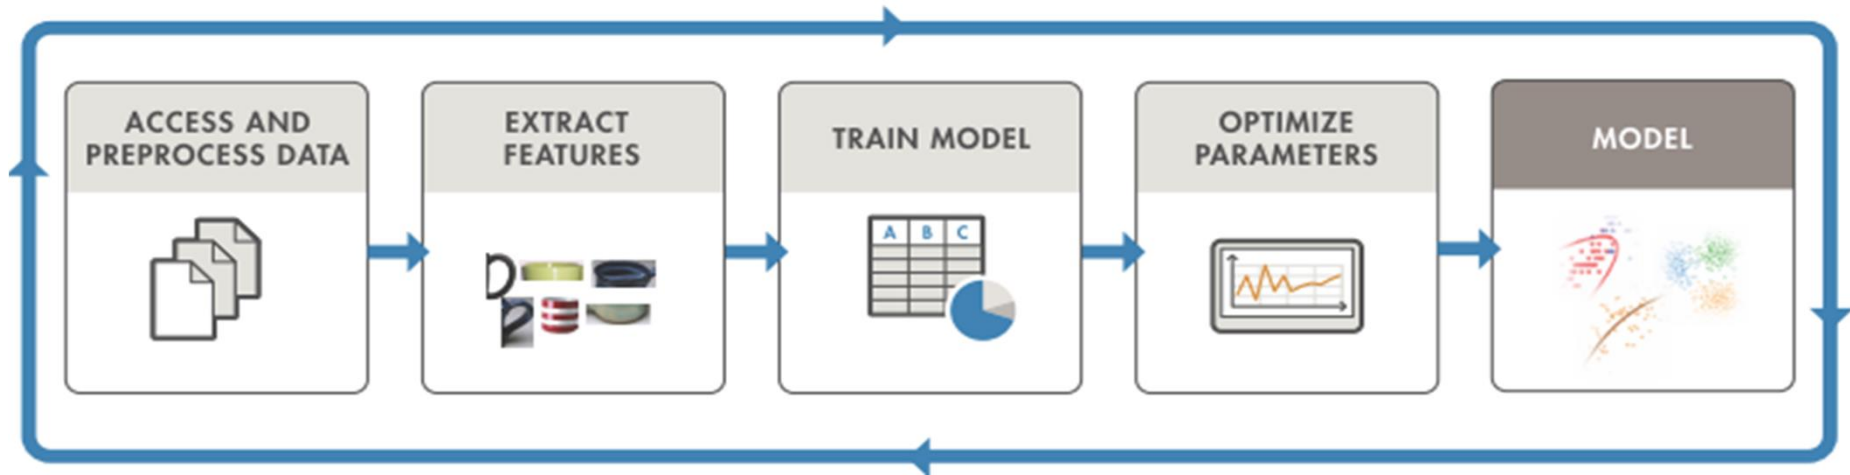 ACCESS AND
PREPROCESS DATA
EXTRACT
FEATURES
TRAIN MODEL
A B C
OPTIMIZE
PARAMETERS
MODEL